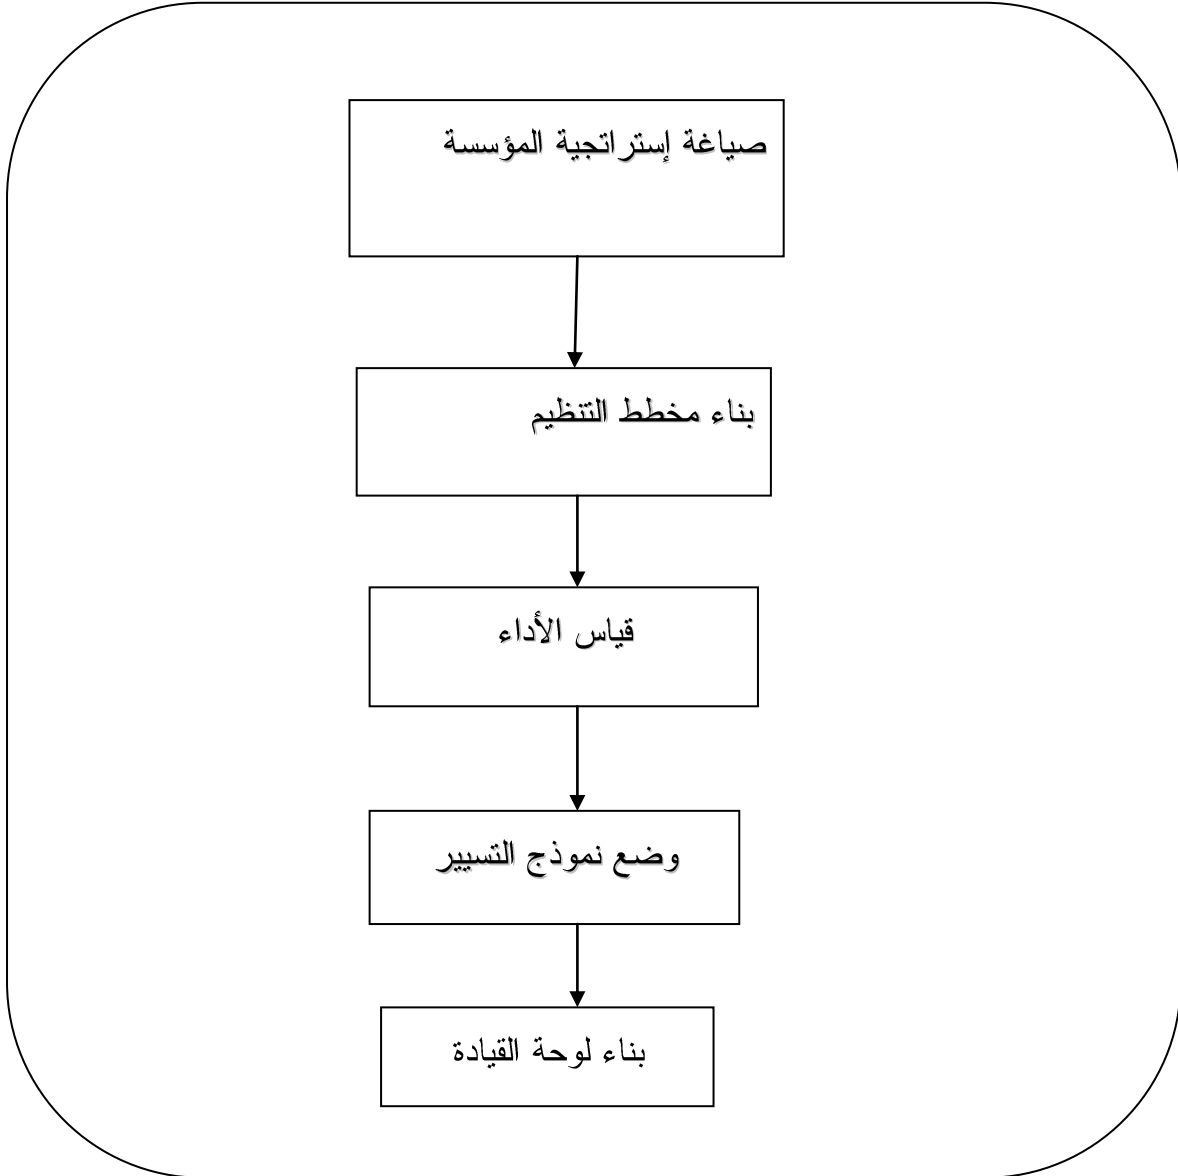 صياغة إستراتجية المؤسسة
بناء مخطط التنظيم
قياس الأداء
وضع نموذج التسيير
بناء لوحة القيادة